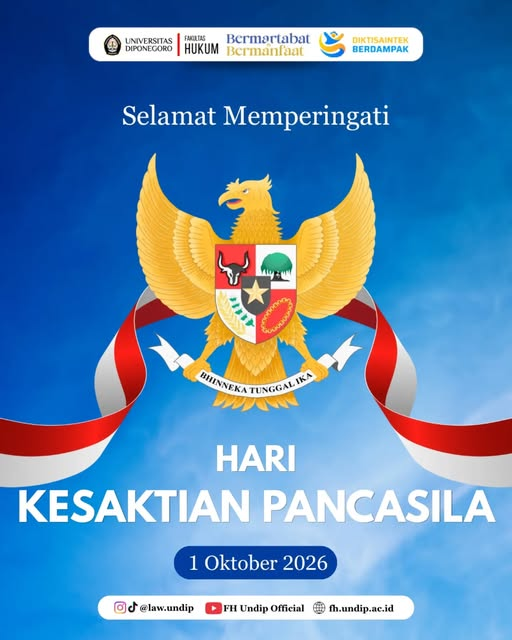 UNIVERSITAS
DIPONEGORO
FAKULTAS
HUKUM
Bermartabat
Bermanfaat
DIKTISAINTEK
BERDAMPAK
Selamat Memperingati
BHINNEKA TUNGGAL IKA
HARI
KESAKTIAN PANCASILA
1 Oktober 2026
@law.undip FH Undip Official fh.undip.ac.id